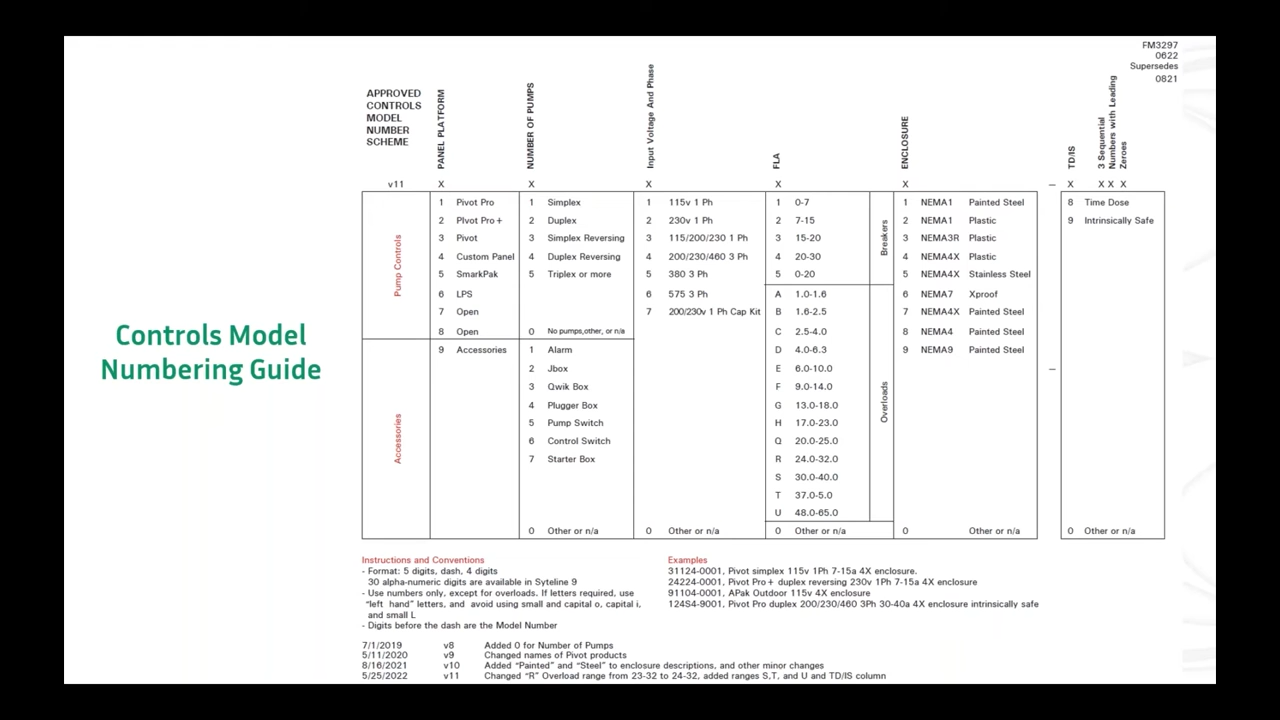 FM3297
0622
Supersedes
0821
APPROVED
CONTROLS
MODEL
NUMBER
SCHEME
PANEL PLATFORM
NUMBER OF PUMPS
Input Voltage And Phase
FLA
ENCLOSURE
TD/IS
3 Sequential
Numbers with Leading
Zeroes
v11 X X X X X – X X X X
Controls Model
Numbering Guide
Pump Controls
Accessories
Breakers
Overloads
1 Pivot Pro 1 Simplex 1 115v 1 Ph 1 0-7 1 NEMA1 Painted Steel 8 Time Dose
2 PIvot Pro+ 2 Duplex 2 230v 1 Ph 2 7-15 2 NEMA1 Plastic 9 Intrinsically Safe
3 Pivot 3 Simplex Reversing 3 115/200/230 1 Ph 3 15-20 3 NEMA3R Plastic
4 Custom Panel 4 Duplex Reversing 4 200/230/460 3 Ph 4 20-30 4 NEMA4X Plastic
5 SmarkPak 5 Triplex or more 5 380 3 Ph 5 0-20 5 NEMA4X Stainless Steel
6 LPS 6 575 3 Ph A 1.0-1.6 6 NEMA7 Xproof
7 Open 7 200/230v 1 Ph Cap Kit B 1.6-2.5 7 NEMA4X Painted Steel
8 Open 0 No pumps,other, or n/a C 2.5-4.0 8 NEMA4 Painted Steel
9 Accessories 1 Alarm D 4.0-6.3 9 NEMA9 Painted Steel
2 Jbox E 6.0-10.0 –
3 Qwik Box F 9.0-14.0
4 Plugger Box G 13.0-18.0
5 Pump Switch H 17.0-23.0
6 Control Switch Q 20.0-25.0
7 Starter Box R 24.0-32.0
S 30.0-40.0
T 37.0-5.0
U 48.0-65.0
0 Other or n/a 0 Other or n/a 0 Other or n/a 0 Other or n/a 0 Other or n/a
Instructions and Conventions
- Format: 5 digits, dash, 4 digits
30 alpha-numeric digits are available in Syteline 9
- Use numbers only, except for overloads. If letters required, use
“left hand” letters, and avoid using small and capital o, capital i,
and small L
- Digits before the dash are the Model Number
Examples
31124-0001, Pivot simplex 115v 1Ph 7-15a 4X enclosure.
24224-0001, Pivot Pro+ duplex reversing 230v 1Ph 7-15a 4X enclosure
91104-0001, APak Outdoor 115v 4X enclosure
124S4-9001, Pivot Pro duplex 200/230/460 3Ph 30-40a 4X enclosure intrinsically safe
7/1/2019 v8 Added 0 for Number of Pumps
5/11/2020 v9 Changed names of Pivot products
8/16/2021 v10 Added “Painted” and “Steel” to enclosure descriptions, and other minor changes
5/25/2022 v11 Changed “R” Overload range from 23-32 to 24-32, added ranges S,T, and U and TD/IS column